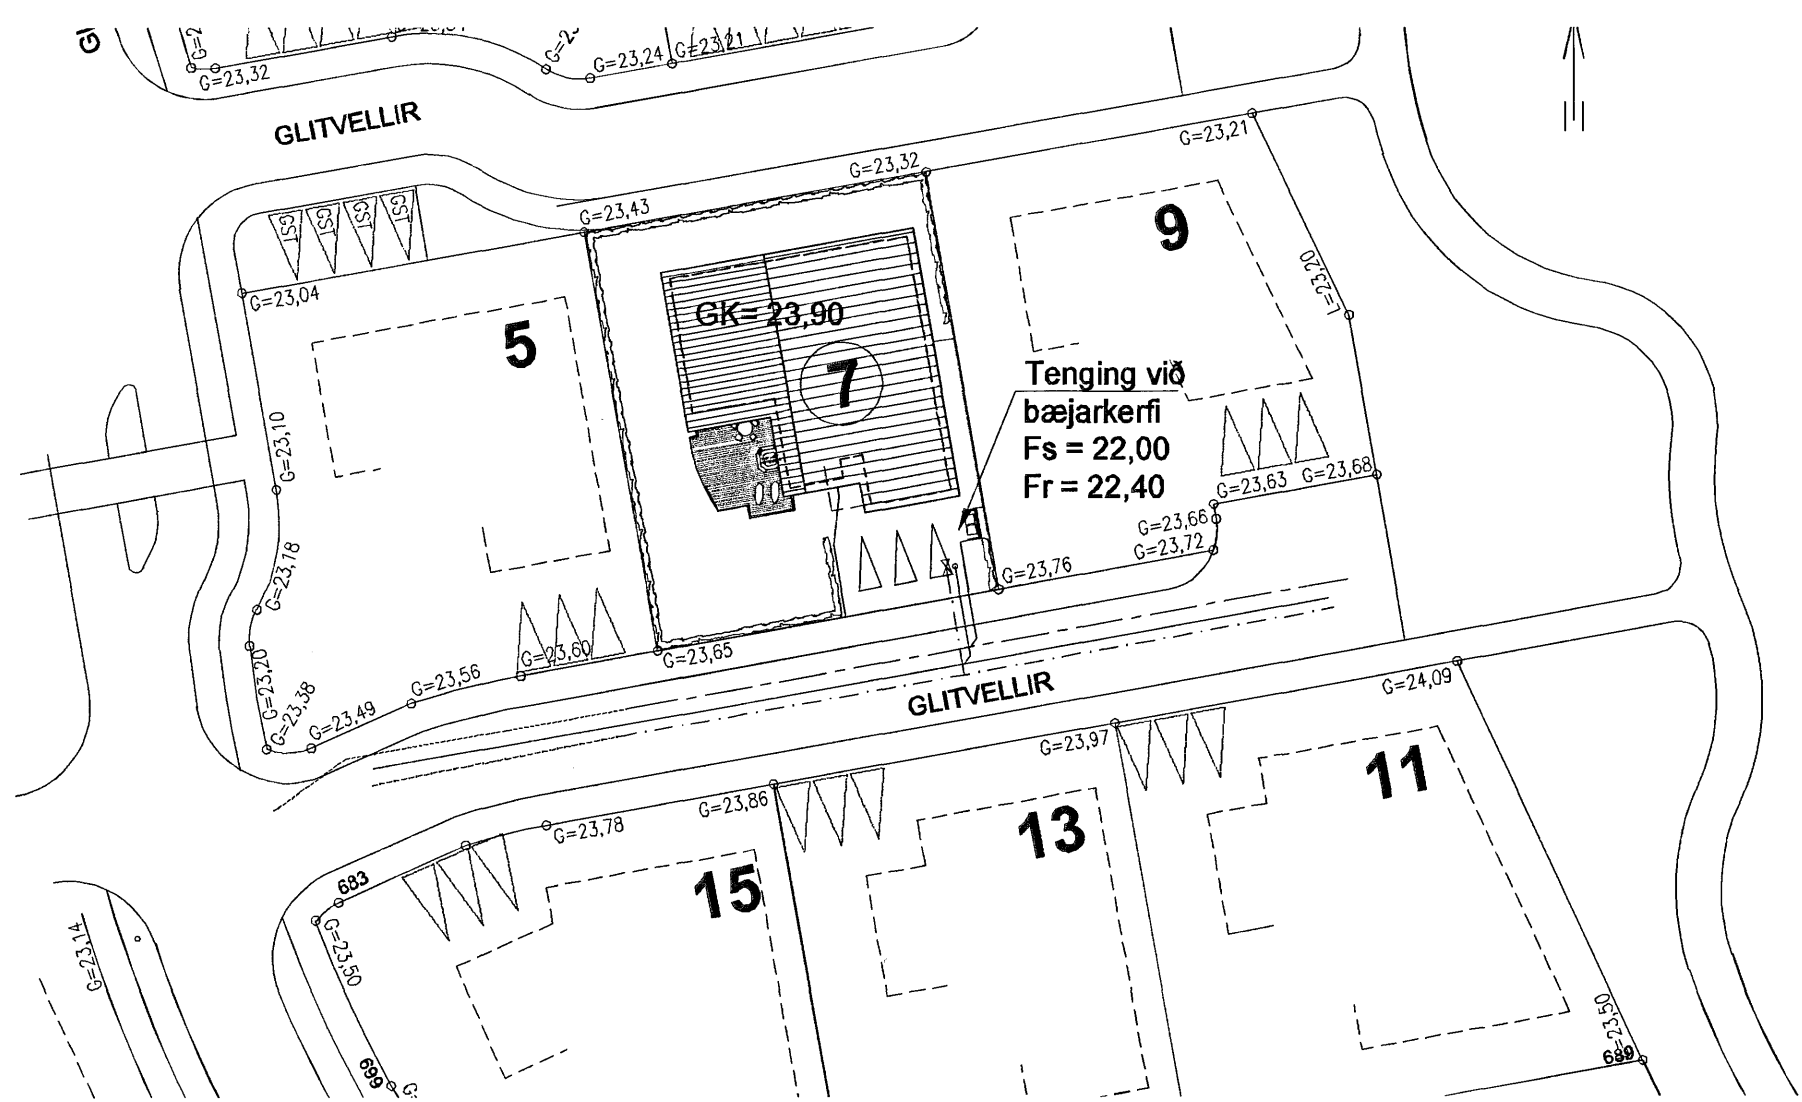 G=23,32
G=23,24
G=23,21
GLITVELLIR
G=23,21
G=23,32
G=23,43
GST
GST
GST
GST
9
G=23,04
L=23,20
GK= 23,90
5
7
Tenging við
bæjarkerfi
Fs = 22,00
Fr = 22,40
G=23,10
G=23,68
G=23,63
G=23,66
G=23,72
G=23,18
G=23,76
G=23,60
G=23,65
G=23,20
G=23,38
G=23,56
G=23,49
GLITVELLIR
G=24,09
G=23,97
11
G=23,86
G=23,78
13
15
683
G=23,14
G=23,50
=23,50
689
699